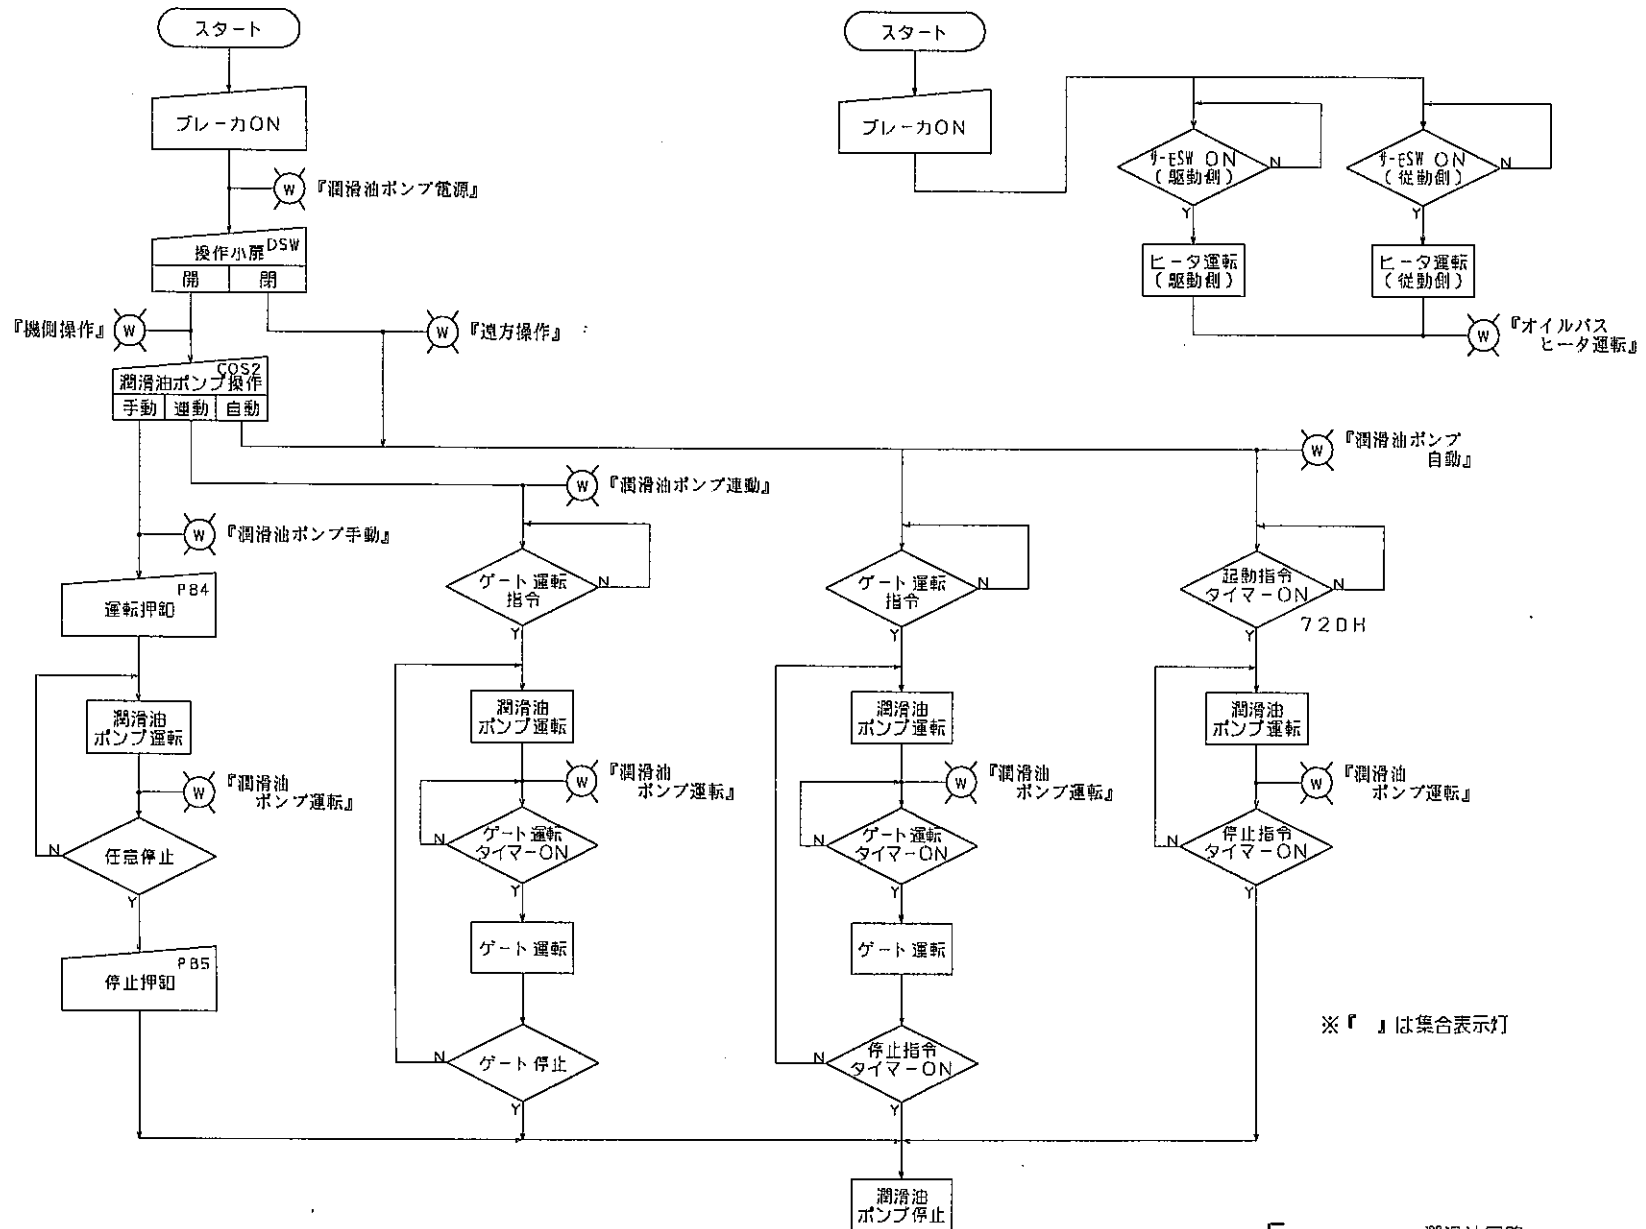 スタート
ブレーカON
W 『潤滑油ポンプ電源』
操作小扉 DSW
開 閉
『機側操作』 W
W 『遠方操作』
COS2
潤滑油ポンプ操作
手動 連動 自動
W 『潤滑油ポンプ
自動』
W 『潤滑油ポンプ連動』
W 『潤滑油ポンプ手動』
PB4
運転押釦
潤滑油
ポンプ運転
W 『潤滑油
ポンプ運転』
任意停止
N
Y
PB5
停止押釦
ゲート運転
指令
N
Y
潤滑油
ポンプ運転
W 『潤滑油
ポンプ運転』
ゲート運転
タイマーON
N
Y
ゲート運転
ゲート停止
N
Y
ゲート運転
指令
N
Y
潤滑油
ポンプ運転
W 『潤滑油
ポンプ運転』
ゲート運転
タイマーON
N
Y
ゲート運転
停止指令
タイマーON
N
Y
起動指令
タイマーON
N
720H
Y
潤滑油
ポンプ運転
W 『潤滑油
ポンプ運転』
停止指令
タイマーON
N
Y
潤滑油
ポンプ停止
スタート
ブレーカON
サーモSW ON
(駆動側)
N
Y
ヒータ運転
(駆動側)
サーモSW ON
(従動側)
N
Y
ヒータ運転
(従動側)
W 『オイルバス
ヒータ運転』
※『 』は集合表示灯